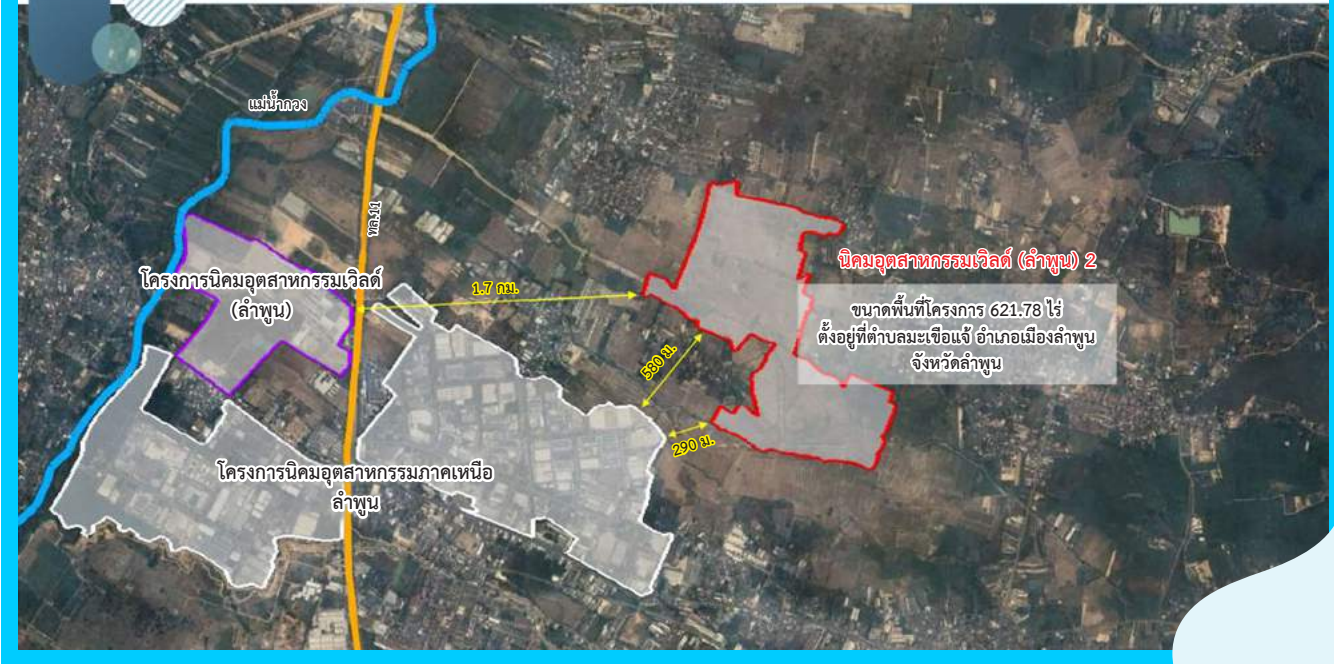 แม่น้ำกวง
ทล.11
โครงการนิคมอุตสาหกรรมเวิลด์
(ลำพูน)
1.7 กม.
นิคมอุตสาหกรรมเวิลด์ (ลำพูน) 2
ขนาดพื้นที่โครงการ 621.78 ไร่
ตั้งอยู่ที่ตำบลมะเขือแจ้ อำเภอเมืองลำพูน
จังหวัดลำพูน
580 ม.
290 ม.
โครงการนิคมอุตสาหกรรมภาคเหนือ
ลำพูน